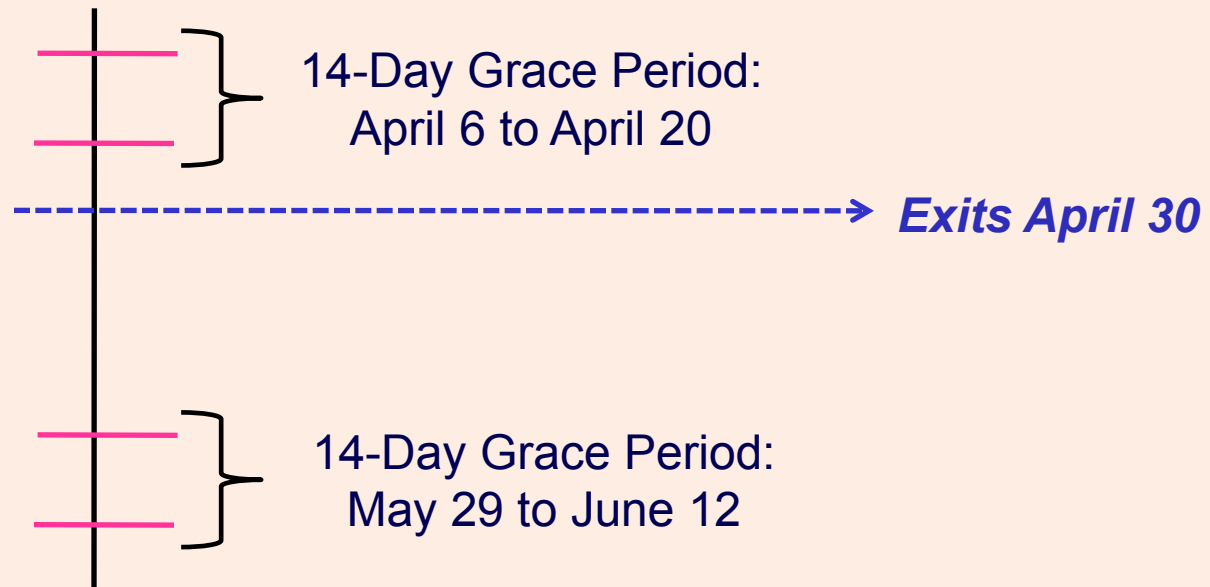 14-Day Grace Period:
April 6 to April 20
Exits April 30
14-Day Grace Period:
May 29 to June 12